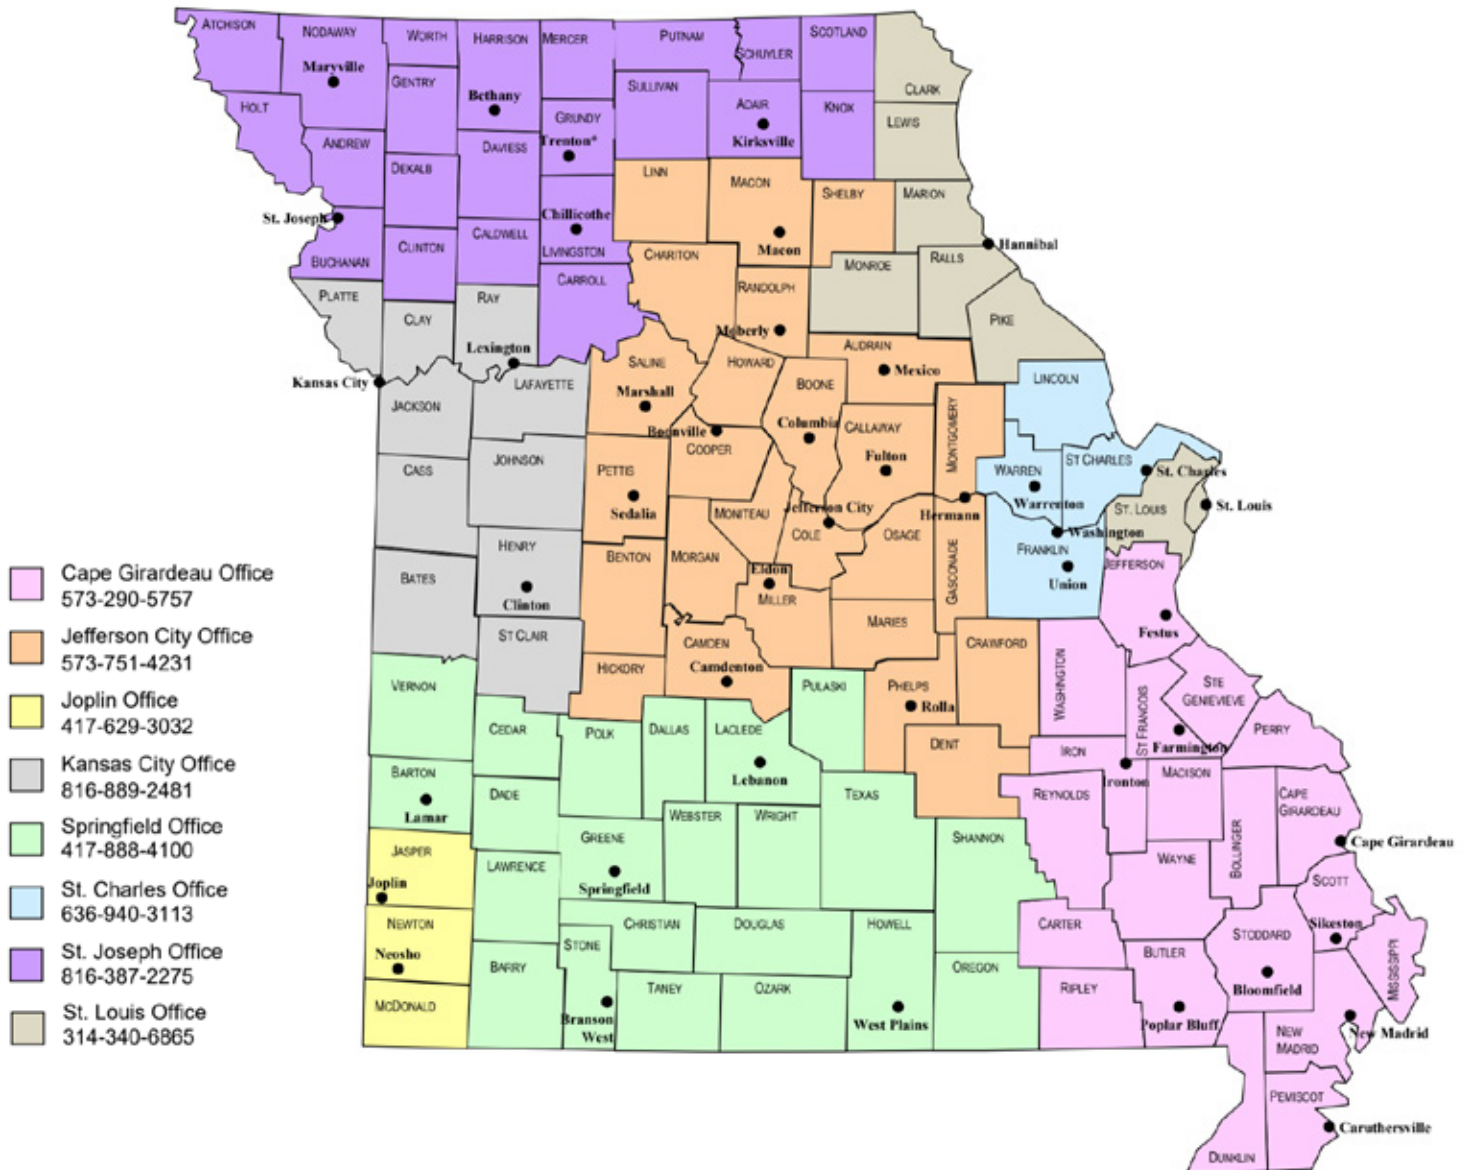 ATCHISON
NODAWAY
WORTH
HARRISON
MERCER
PUTNAM
SCHUYLER
SCOTLAND
CLARK
Maryville
GENTRY
Bethany
SULLIVAN
ADAIR
KNOX
LEWIS
HOLT
GRUNDY
Kirksville
ANDREW
DAVIESS
Trenton*
DEKALB
LINN
MACON
SHELBY
MARION
St. Joseph
Chillicothe
CALDWELL
CLINTON
LIVINGSTON
Macon
Hannibal
BUCHANAN
CHARITON
MONROE
RALLS
CARROLL
PLATTE
RAY
RANDOLPH
CLAY
PIKE
Moberly
Lexington
AUDRAIN
SALINE
HOWARD
Mexico
Kansas City
LAFAYETTE
BOONE
LINCOLN
Marshall
JACKSON
Columbia
CALLAWAY
MONTGOMERY
Boonville
COOPER
Fulton
CASS
JOHNSON
PETTIS
WARREN
ST CHARLES
St. Charles
Sedalia
MONITEAU
Jefferson City
Hermann
Warrenton
ST. LOUIS
St. Louis
COLE
OSAGE
Washington
HENRY
BENTON
MORGAN
FRANKLIN
JEFFERSON
BATES
Eldon
GASCONADE
Union
Clinton
MILLER
MARIES
Festus
ST CLAIR
CAMDEN
CRAWFORD
WASHINGTON
HICKORY
Camdenton
VERNON
PULASKI
PHELPS
Rolla
ST FRANCOIS
STE
GENIEVIEVE
CEDAR
POLK
DALLAS
LACLEDE
DENT
IRON
Farmington
PERRY
BARTON
Lebanon
Ironton
MADISON
Lamar
DADE
TEXAS
REYNOLDS
CAPE
GIRARDEAU
WEBSTER
WRIGHT
GREENE
SHANNON
BOLLINGER
Cape Girardeau
JASPER
LAWRENCE
WAYNE
Joplin
Springfield
SCOTT
NEWTON
CHRISTIAN
DOUGLAS
HOWELL
CARTER
Sikeston
STODDARD
Neosho
STONE
BUTLER
MISSISSIPPI
BARRY
OREGON
TANEY
OZARK
RIPLEY
Bloomfield
MCDONALD
Branson
West
West Plains
Poplar Bluff
NEW
MADRID
New Madrid
PEMISCOT
Caruthersville
DUNKLIN
Cape Girardeau Office
573-290-5757
Jefferson City Office
573-751-4231
Joplin Office
417-629-3032
Kansas City Office
816-889-2481
Springfield Office
417-888-4100
St. Charles Office
636-940-3113
St. Joseph Office
816-387-2275
St. Louis Office
314-340-6865